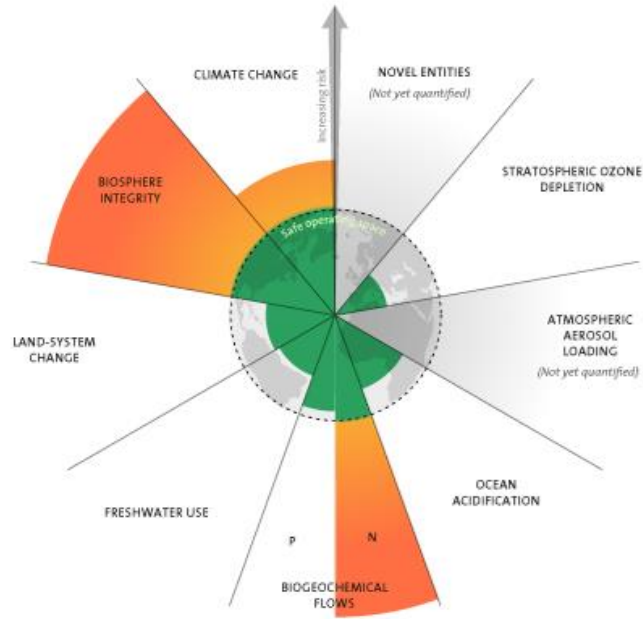 CLIMATE CHANGE
Increasing risk
NOVEL ENTITIES
(Not yet quantified)
STRATOSPHERIC OZONE
DEPLETION
BIOSPHERE
INTEGRITY
Safe operating space
ATMOSPHERIC
AEROSOL
LOADING
(Not yet quantified)
LAND-SYSTEM
CHANGE
OCEAN
ACIDIFICATION
FRESHWATER USE
P
N
BIOGEOCHEMICAL
FLOWS